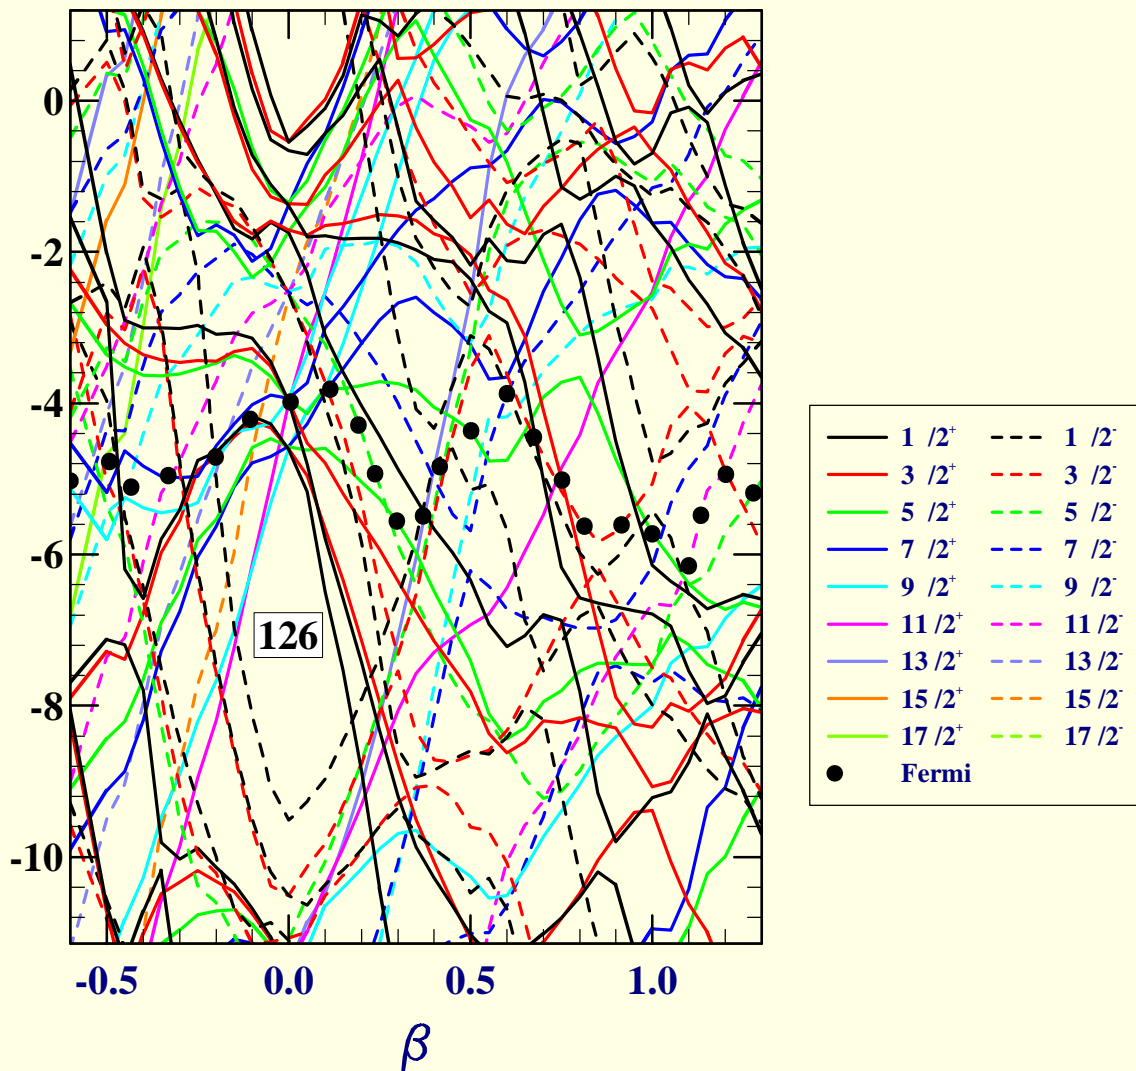 0
-2
-4
-6
-8
-10
126
-0.5 0.0 0.5 1.0
β
1 /2+ 1 /2-
3 /2+ 3 /2-
5 /2+ 5 /2-
7 /2+ 7 /2-
9 /2+ 9 /2-
11 /2+ 11 /2-
13 /2+ 13 /2-
15 /2+ 15 /2-
17 /2+ 17 /2-
Fermi